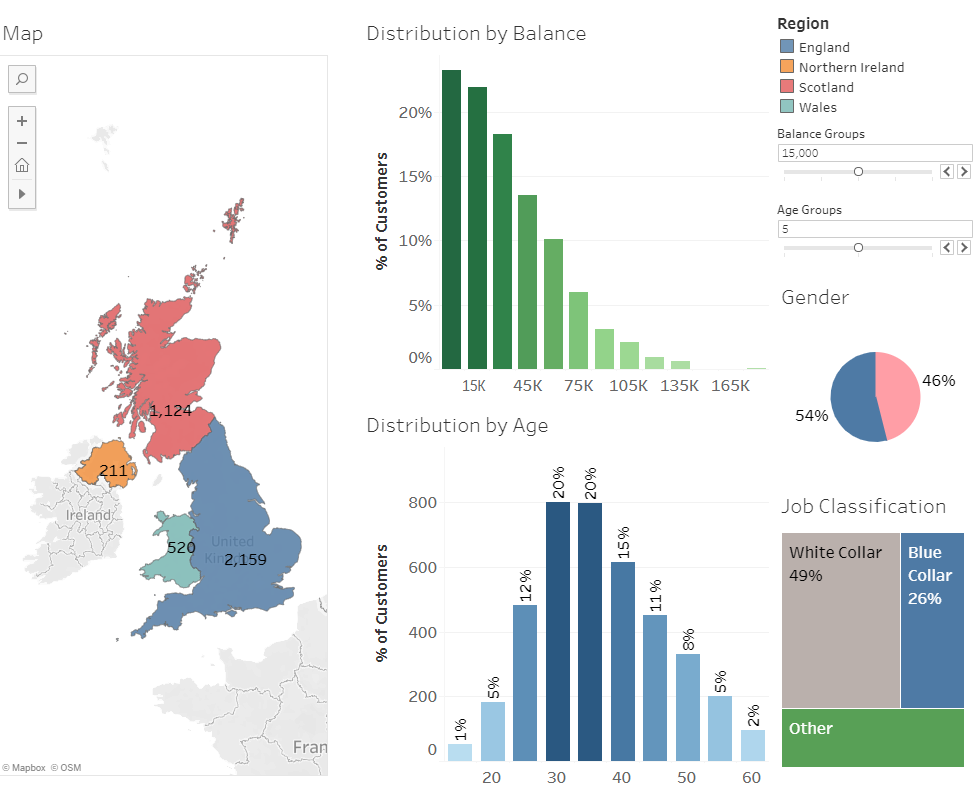 Map
1,124
211
Ireland
United
520
2,159
Fran
© Mapbox © OSM
Distribution by Balance
% of Customers
20%
15%
10%
5%
0%
15K
45K
75K
105K
135K
165K
Distribution by Age
% of Customers
800
600
400
200
0
1%
5%
12%
20%
20%
15%
11%
8%
5%
2%
20
30
40
50
60
Region
England
Northern Ireland
Scotland
Wales
Balance Groups
15,000
Age Groups
5
Gender
46%
54%
Job Classification
White Collar
49%
Blue
Collar
26%
Other